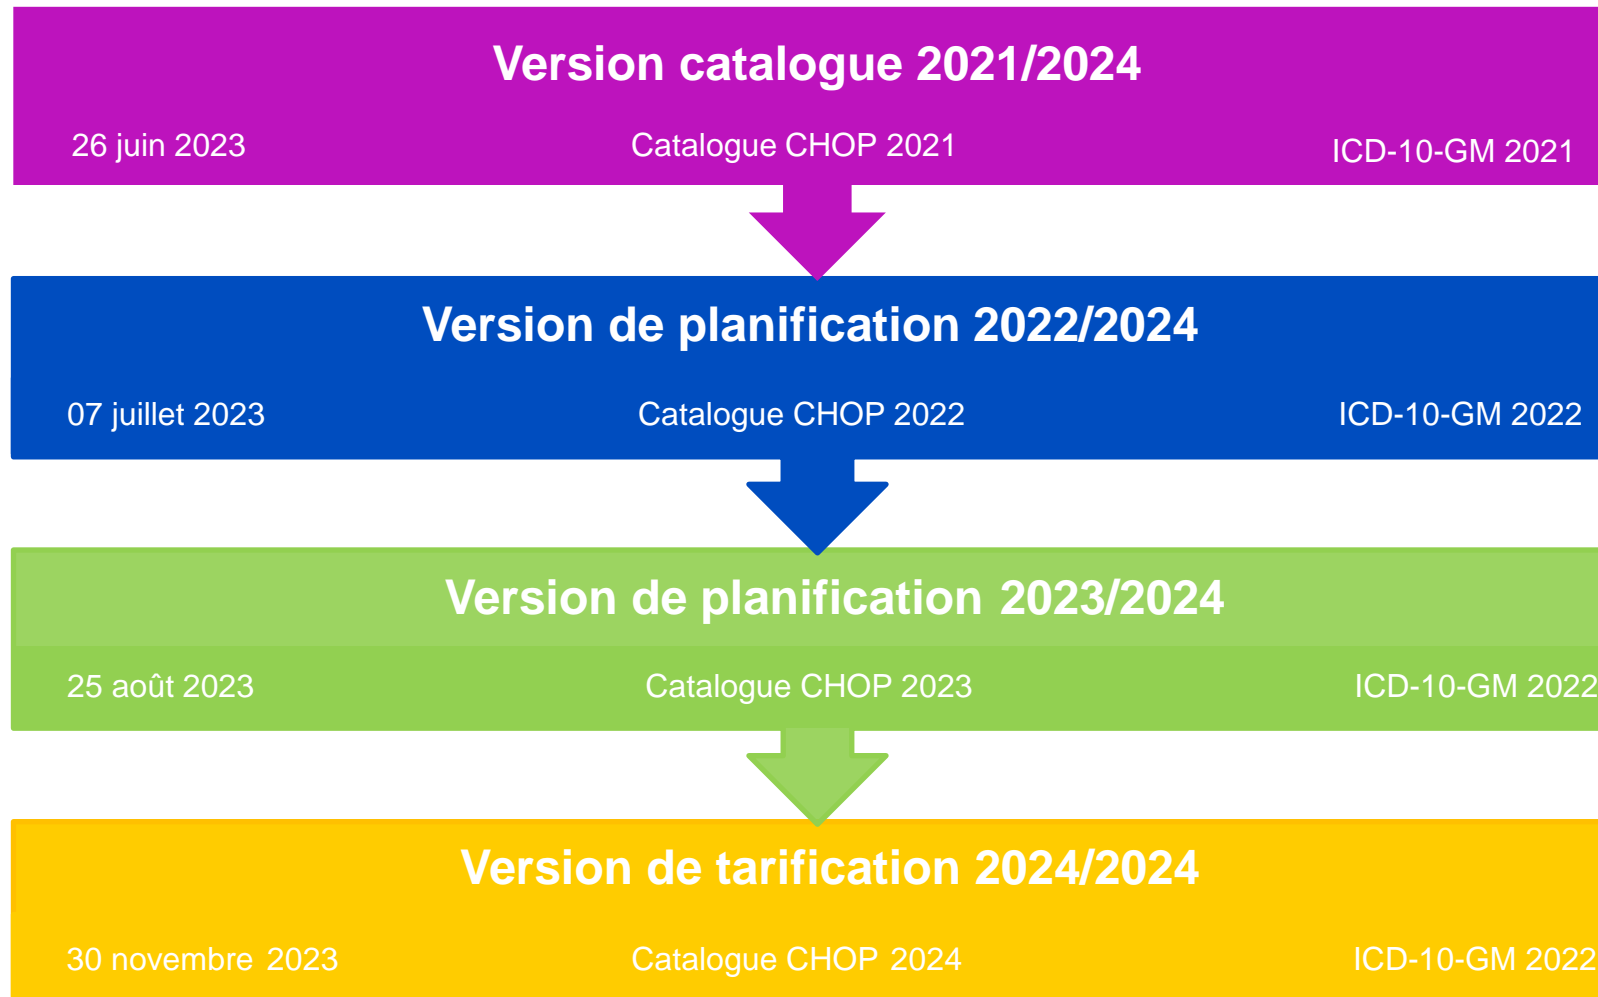 Version catalogue 2021/2024
26 juin 2023 Catalogue CHOP 2021 ICD-10-GM 2021
Version de planification 2022/2024
07 juillet 2023 Catalogue CHOP 2022 ICD-10-GM 2022
Version de planification 2023/2024
25 août 2023 Catalogue CHOP 2023 ICD-10-GM 2022
Version de tarification 2024/2024
30 novembre 2023 Catalogue CHOP 2024 ICD-10-GM 2022